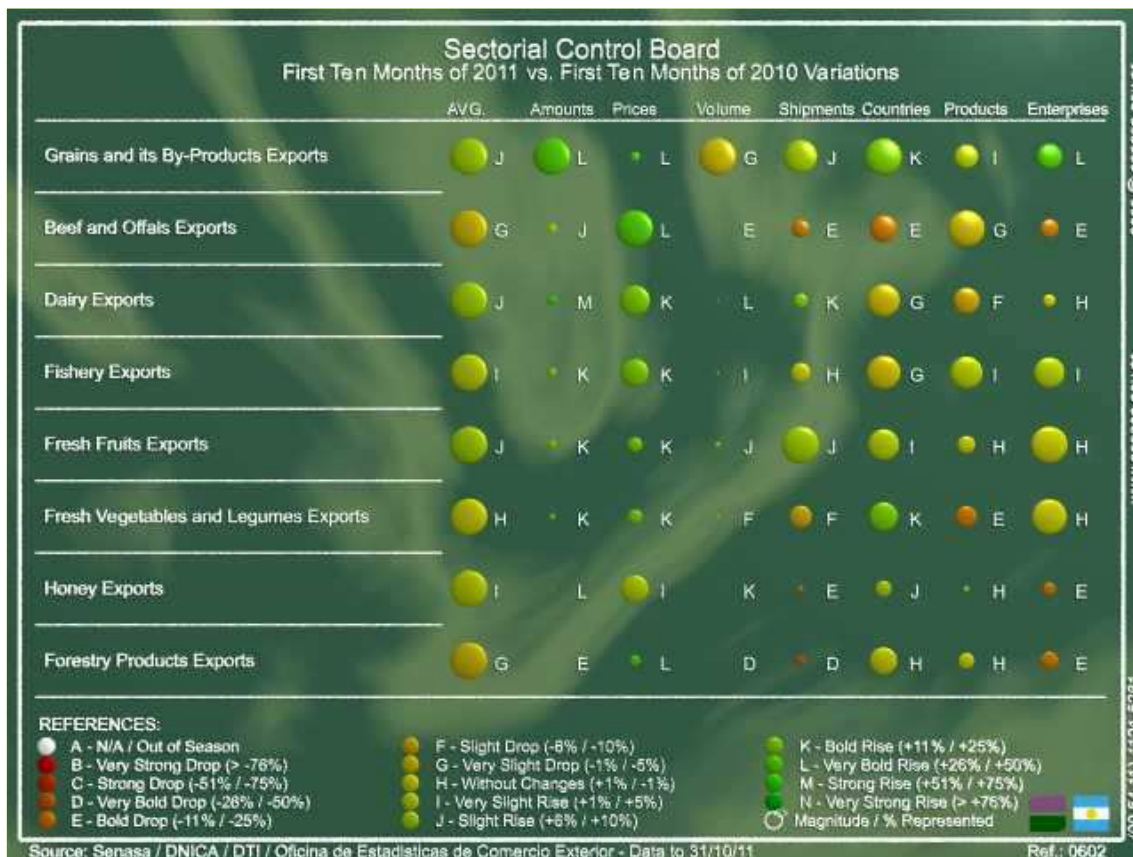 Sectorial Control Board
First Ten Months of 2011 vs. First Ten Months of 2010 Variations
AVG. Amounts Prices Volume Shipments Countries Products Enterprises
Grains and its By-Products Exports J L L G J K I L
Beef and Offals Exports G J L E E E G E
Dairy Exports J M K L K G F H
Fishery Exports I K K I H G I I
Fresh Fruits Exports J K K J J I H H
Fresh Vegetables and Legumes Exports H K K F F K E H
Honey Exports I L I K E J H E
Forestry Products Exports G E L D D H H E
REFERENCES:
A - N/A / Out of Season
B - Very Strong Drop (> -76%)
C - Strong Drop (-51% / -75%)
D - Very Bold Drop (-26% / -50%)
E - Bold Drop (-11% / -25%)
F - Slight Drop (-6% / -10%)
G - Very Slight Drop (-1% / -5%)
H - Without Changes (+1% / -1%)
I - Very Slight Rise (+1% / +5%)
J - Slight Rise (+6% / +10%)
K - Bold Rise (+11% / +25%)
L - Very Bold Rise (+26% / +50%)
M - Strong Rise (+51% / +75%)
N - Very Strong Rise (> +76%)
Magnitude / % Represented
Source: Senasa / DNICA / DTI / Oficina de Estadísticas de Comercio Exterior - Data to 31/10/11
Ref.: 0602